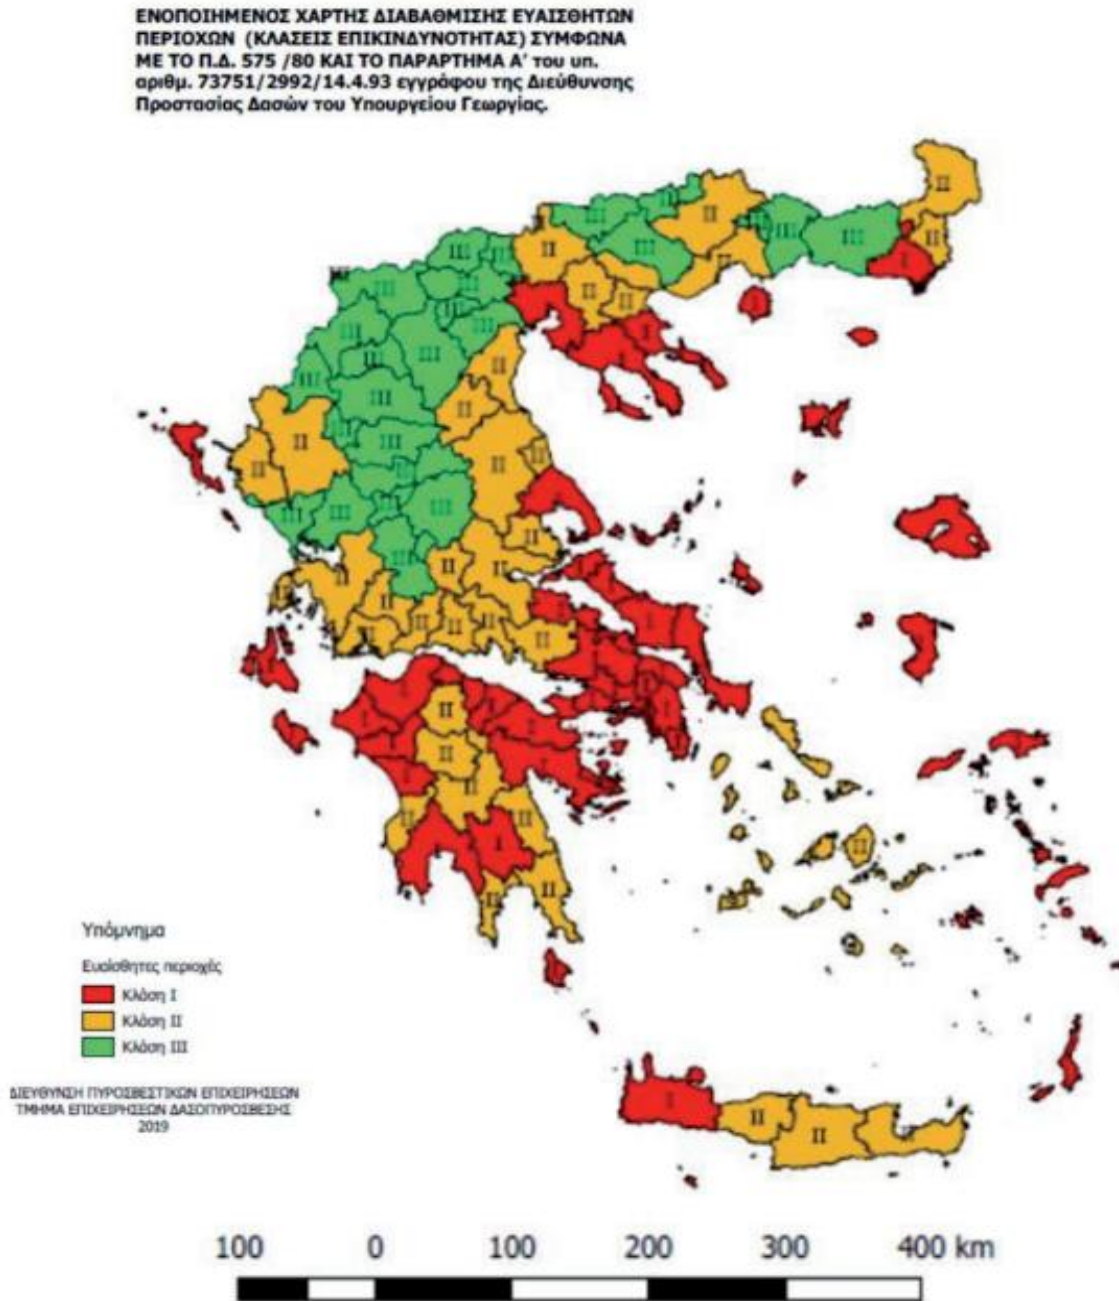 ΕΝΟΠΟΙΗΜΕΝΟΣ ΧΑΡΤΗΣ ΔΙΑΒΑΘΜΙΣΗΣ ΕΥΑΙΣΘΗΤΩΝ
ΠΕΡΙΟΧΩΝ (ΚΛΑΣΕΙΣ ΕΠΙΚΙΝΔΥΝΟΤΗΤΑΣ) ΣΥΜΦΩΝΑ
ΜΕ ΤΟ Π.Δ. 575 /80 ΚΑΙ ΤΟ ΠΑΡΑΡΤΗΜΑ Α' του υπ.
αριθμ. 73751/2992/14.4.93 εγγράφου της Διεύθυνσης
Προστασίας Δασών του Υπουργείου Γεωργίας.
Υπόμνημα
Ευαίσθητες περιοχές
Κλάση I
Κλάση II
Κλάση III
ΔΙΕΥΘΥΝΣΗ ΠΥΡΟΣΒΕΣΤΙΚΩΝ ΕΠΙΧΕΙΡΗΣΕΩΝ
ΤΜΗΜΑ ΕΠΙΧΕΙΡΗΣΕΩΝ ΔΑΣΟΠΥΡΟΣΒΕΣΗΣ
2019
100 0 100 200 300 400 km